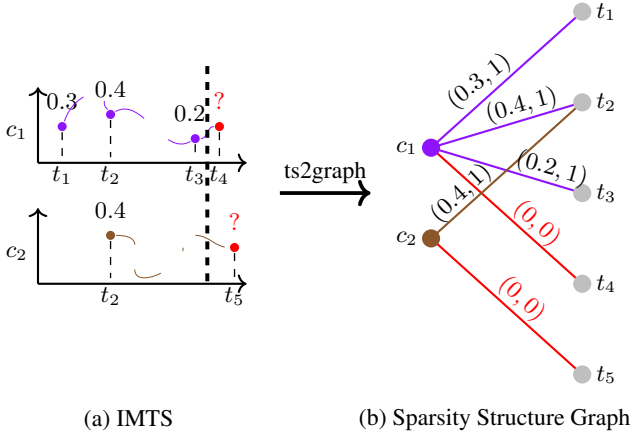 0.3
0.4
0.2
?
c₁
t₁
t₂
t₃
t₄
0.4
?
c₂
t₂
t₅
(a) IMTS
ts2graph
t₁
(0.3, 1)
t₂
(0.4, 1)
c₁
(0.2, 1)
t₃
(0.4, 1)
c₂
(0, 0)
t₄
(0, 0)
t₅
(b) Sparsity Structure Graph